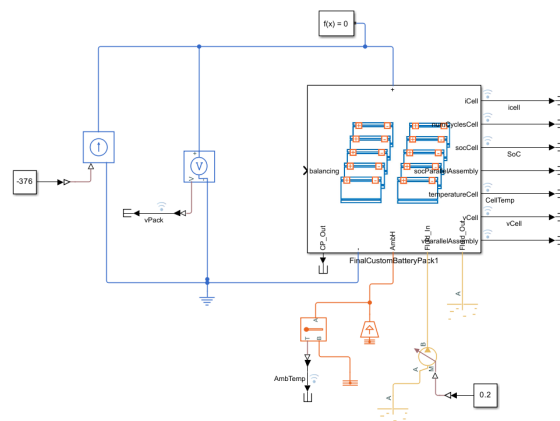 f(x) = 0
+
iCell
icell
numCyclesCell
-376
+
V
V
socCell
SoC
balancing
socParallelAssembly
temperatureCell
CellTemp
vPack
vCell
vCell
vParallelAssembly
CP_Out
-
AmbH
Fluid_In
Fluid_Out
FinalCustomBatteryPack1
A
A
T
B
B
A
M
AmbTemp
0.2
A